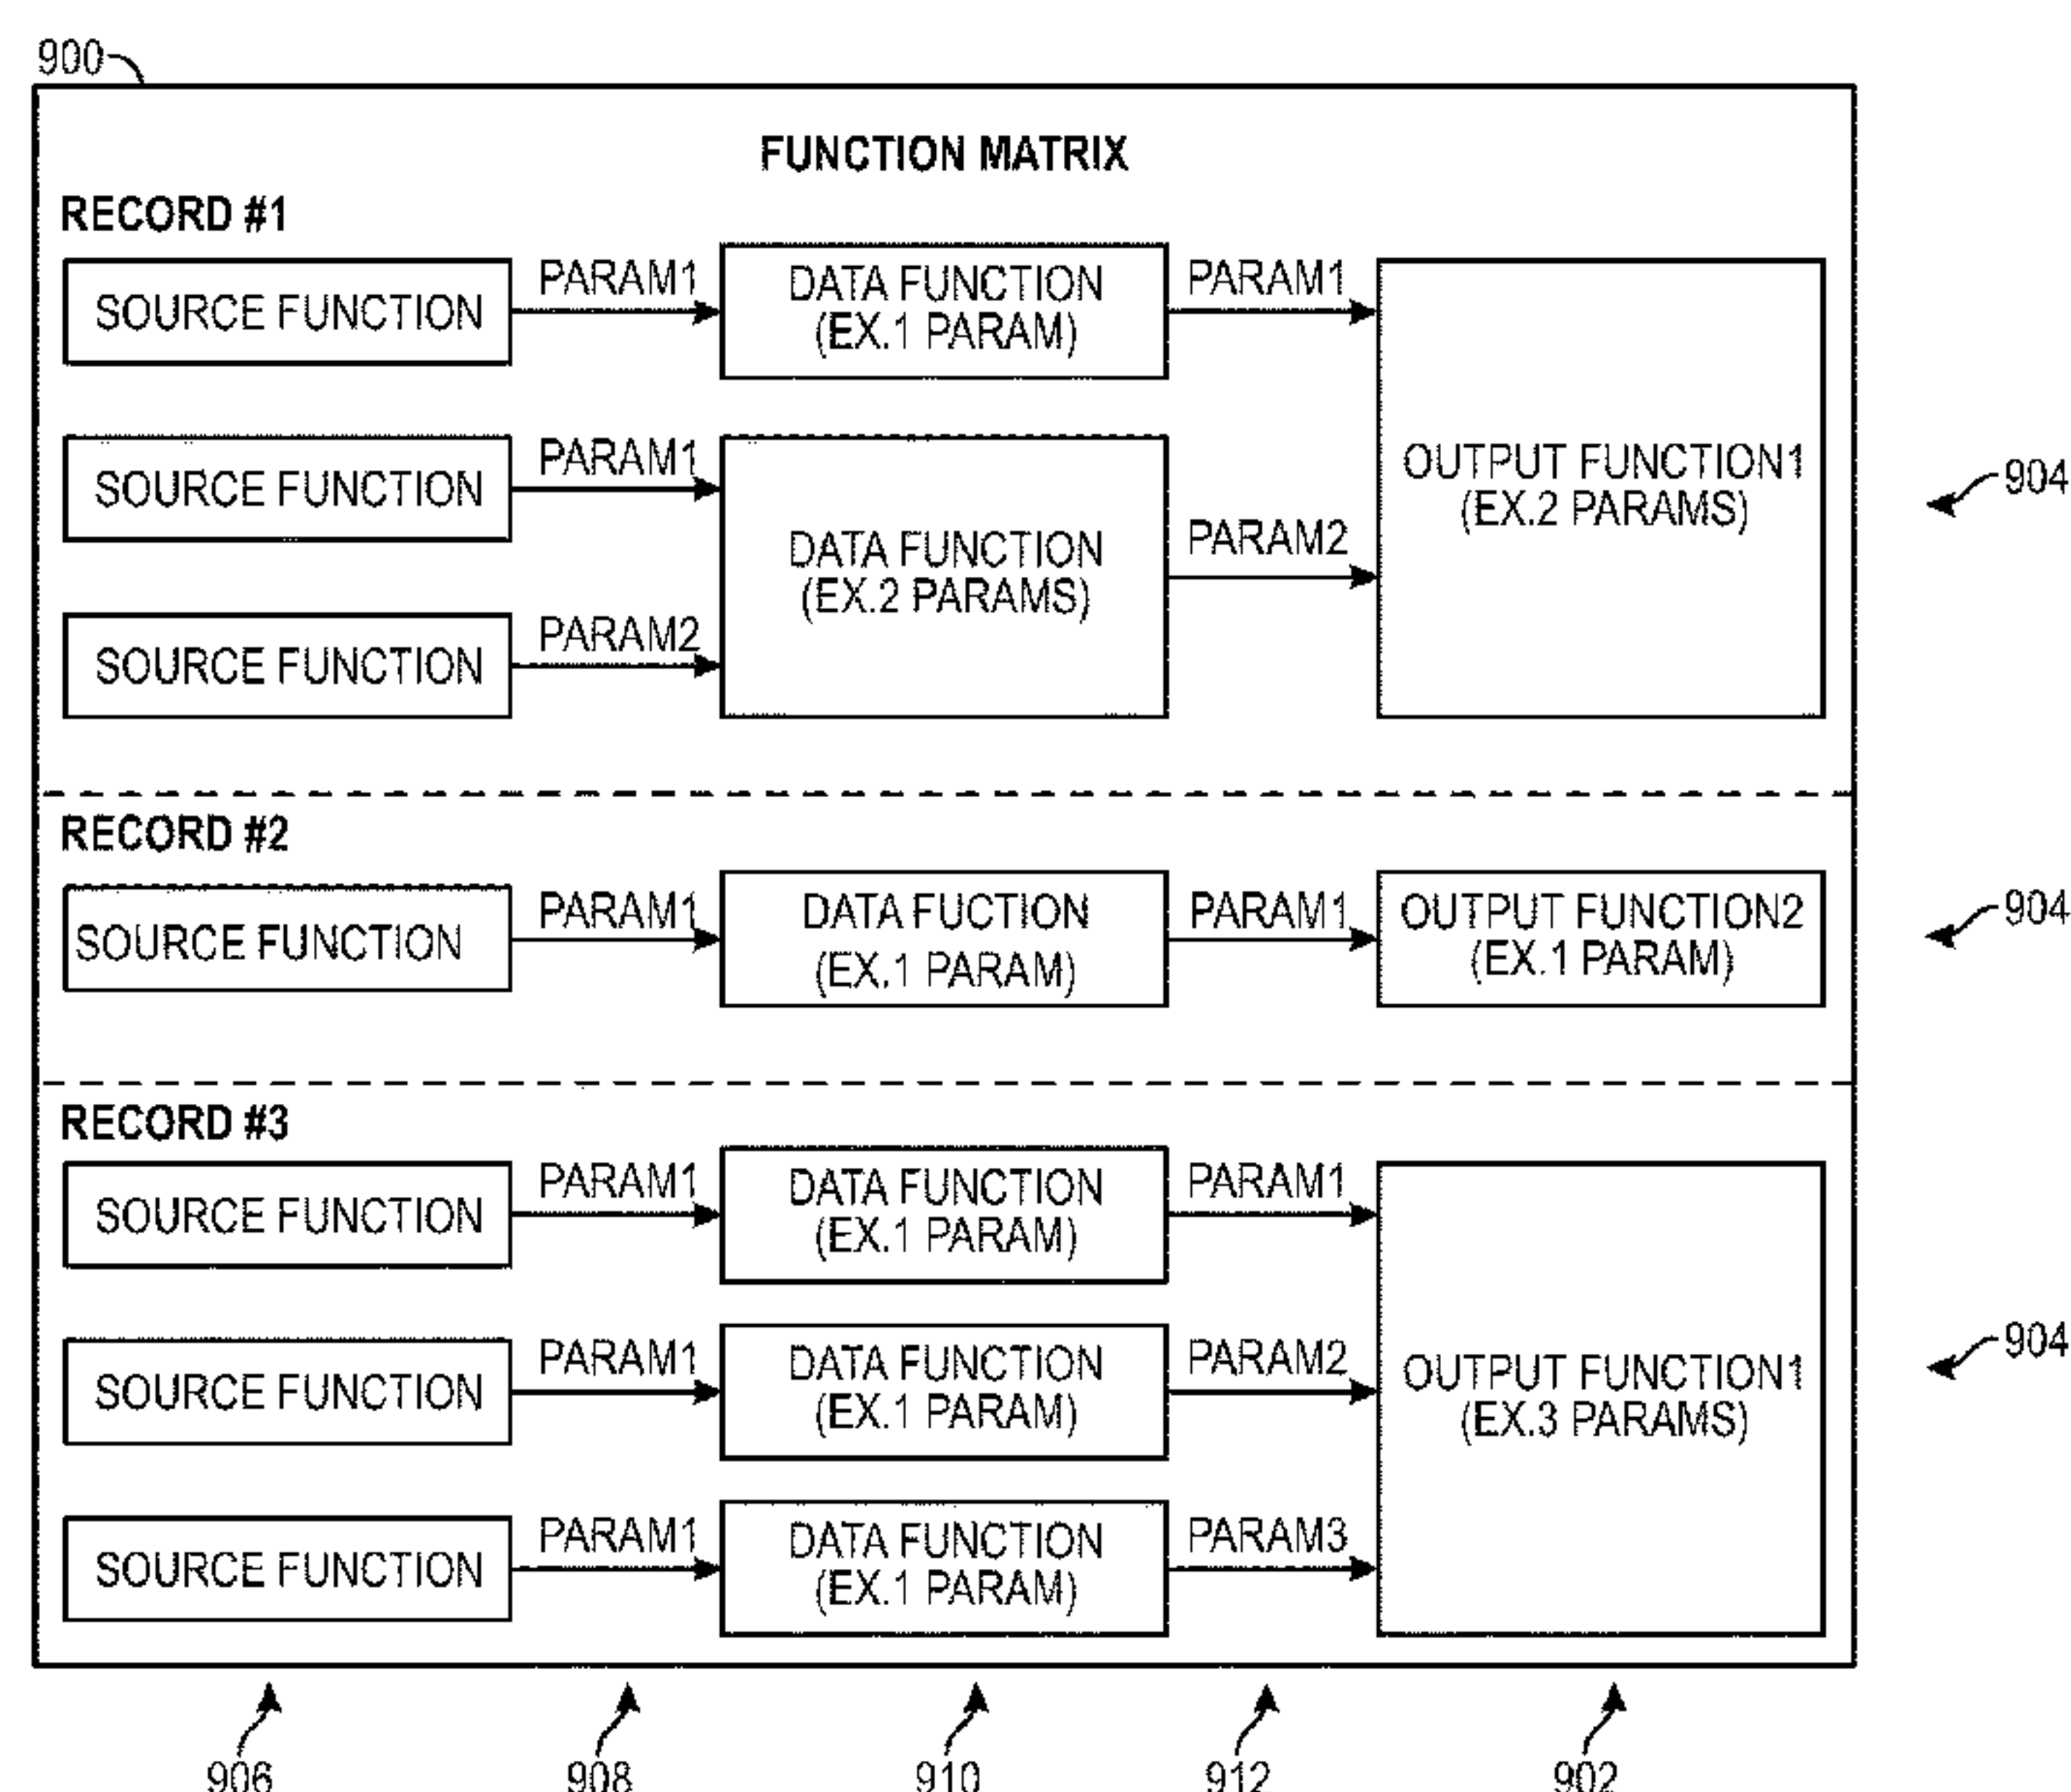 900
FUNCTION MATRIX
RECORD #1
SOURCE FUNCTION
PARAM1
DATA FUNCTION
(EX.1 PARAM)
PARAM1
OUTPUT FUNCTION1
(EX.2 PARAMS)
904
SOURCE FUNCTION
PARAM1
DATA FUNCTION
(EX.2 PARAMS)
PARAM2
SOURCE FUNCTION
PARAM2
RECORD #2
SOURCE FUNCTION
PARAM1
DATA FUCTION
(EX.1 PARAM)
PARAM1
OUTPUT FUNCTION2
(EX.1 PARAM)
904
RECORD #3
SOURCE FUNCTION
PARAM1
DATA FUNCTION
(EX.1 PARAM)
PARAM1
OUTPUT FUNCTION1
(EX.3 PARAMS)
904
SOURCE FUNCTION
PARAM1
DATA FUNCTION
(EX.1 PARAM)
PARAM2
SOURCE FUNCTION
PARAM1
DATA FUNCTION
(EX.1 PARAM)
PARAM3
906
908
910
912
902